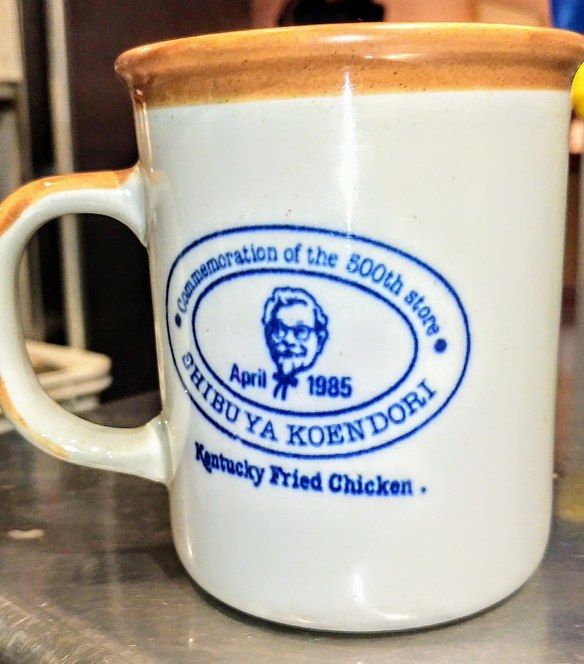 Commemoration of the 500th store
April 1985
SHIBUYA KOENDORI
Kentucky Fried Chicken .